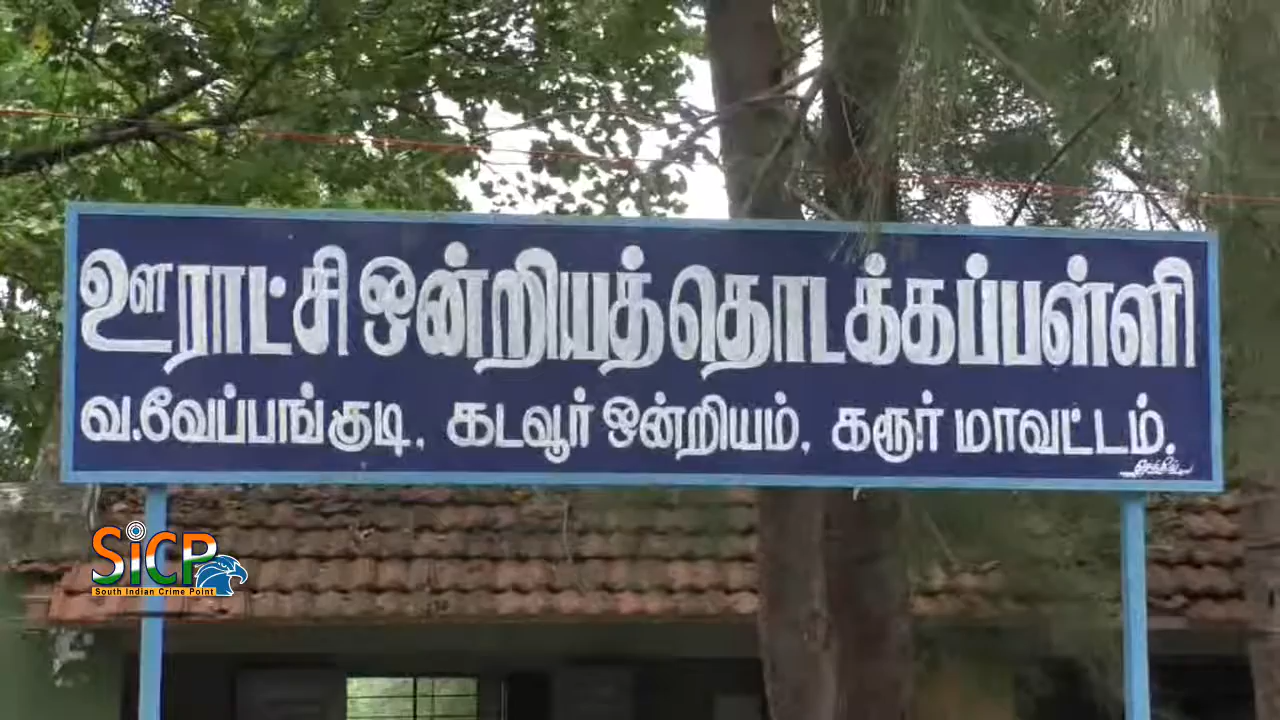 ஊராட்சி ஒன்றியத்தொடக்கப்பள்ளி
வ.வேப்பங்குடி, கடவூர் ஒன்றியம், கரூர் மாவட்டம்.
SiCP
South Indian Crime Point